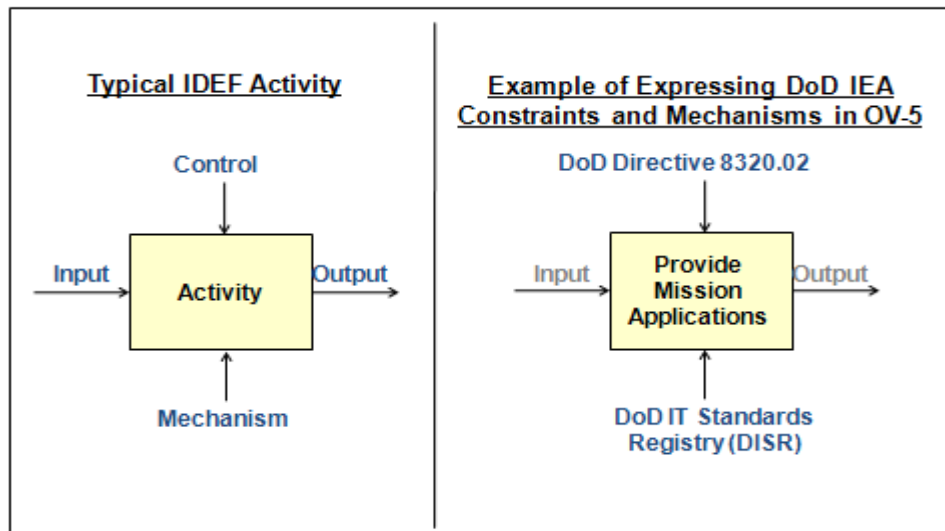 Typical IDEF Activity
Control
Input
Activity
Output
Mechanism
Example of Expressing DoD IEA
Constraints and Mechanisms in OV-5
DoD Directive 8320.02
Input
Provide
Mission
Applications
Output
DoD IT Standards
Registry (DISR)